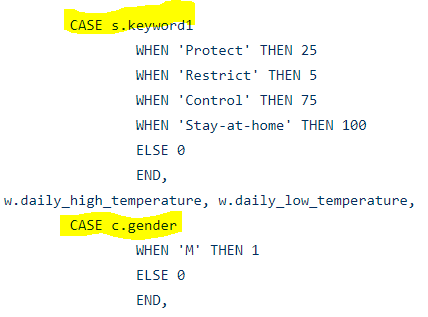 CASE s.keyword1
WHEN 'Protect' THEN 25
WHEN 'Restrict' THEN 5
WHEN 'Control' THEN 75
WHEN 'Stay-at-home' THEN 100
ELSE 0
END,
w.daily_high_temperature, w.daily_low_temperature,
CASE c.gender
WHEN 'M' THEN 1
ELSE 0
END,